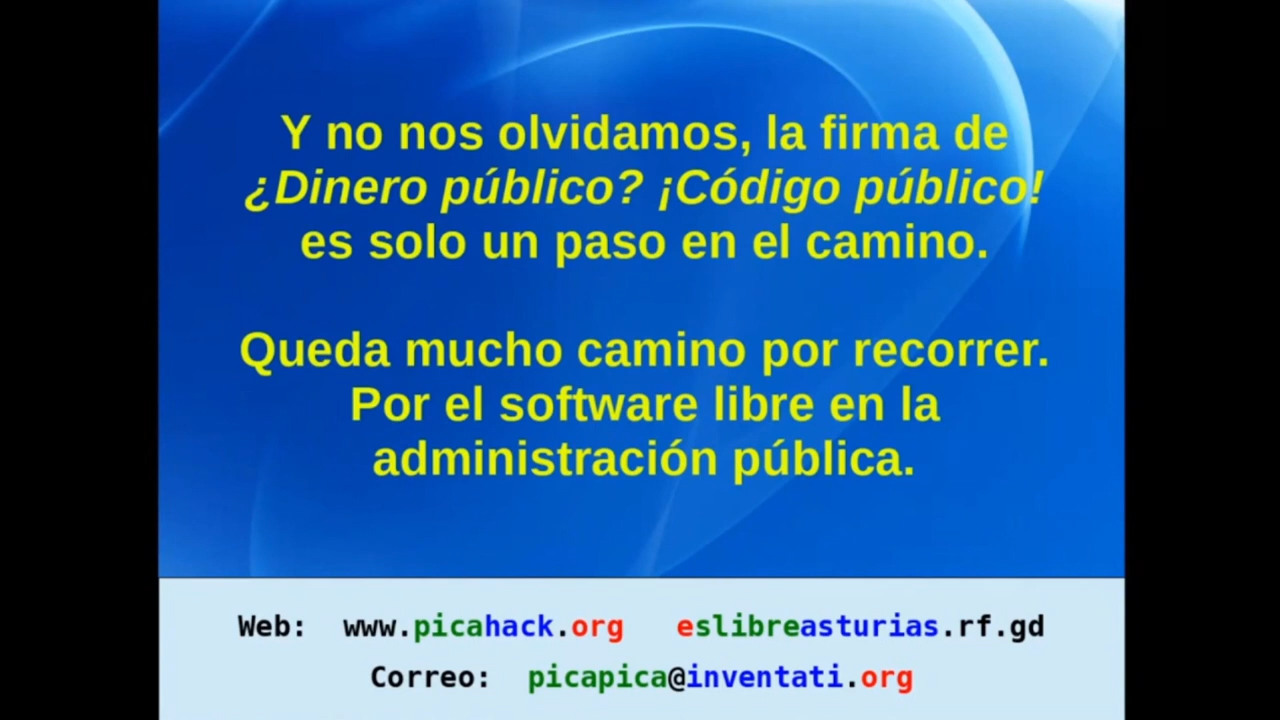 Y no nos olvidamos, la firma de
¿Dinero público? ¡Código público!
es solo un paso en el camino.
Queda mucho camino por recorrer.
Por el software libre en la
administración pública.
Web: www.picahack.org eslibreasturias.rf.gd
Correo: picapica@inventati.org